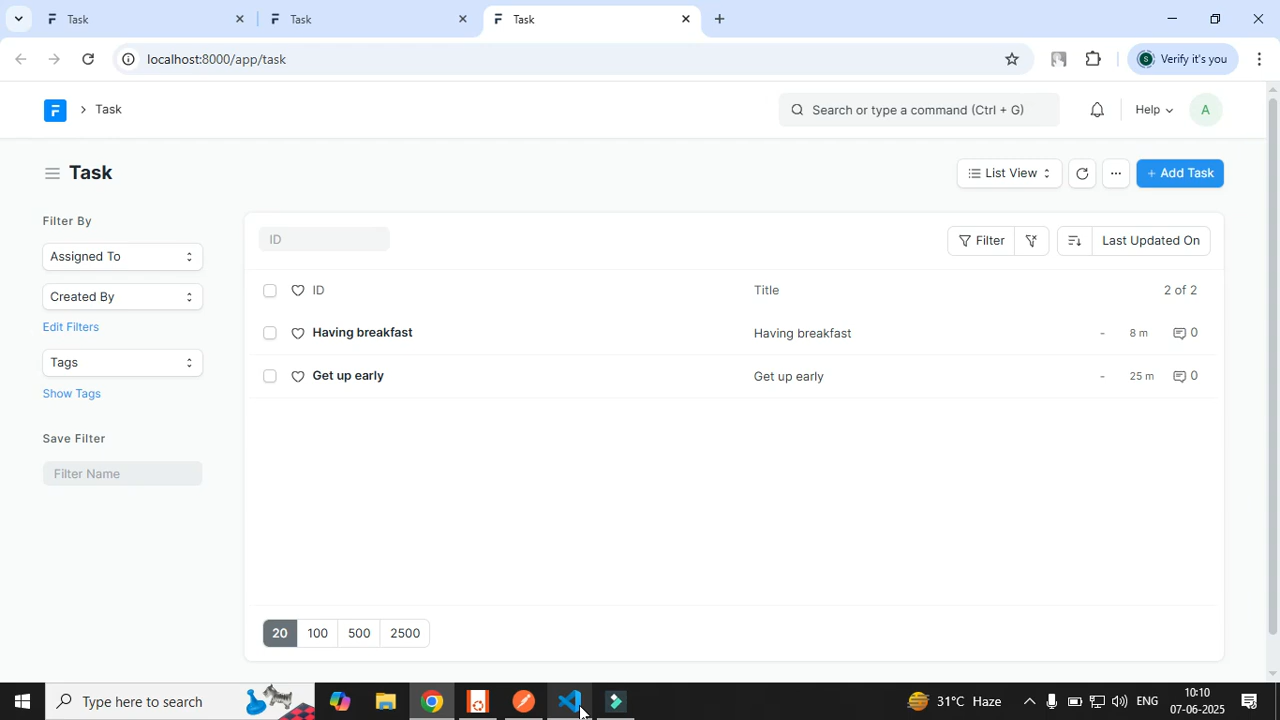 Task
Task
Task
localhost:8000/app/task
Verify it's you
Task
Search or type a command (Ctrl + G)
Help
A
Task
List View
...
+ Add Task
Filter By
Assigned To
Created By
Edit Filters
Tags
Show Tags
Save Filter
Filter Name
ID
Filter
Last Updated On
ID
Title
2 of 2
Having breakfast
Having breakfast
-
8 m
0
Get up early
Get up early
-
25 m
0
20
100
500
2500
Type here to search
31°C Haze
ENG
10:10
07-06-2025